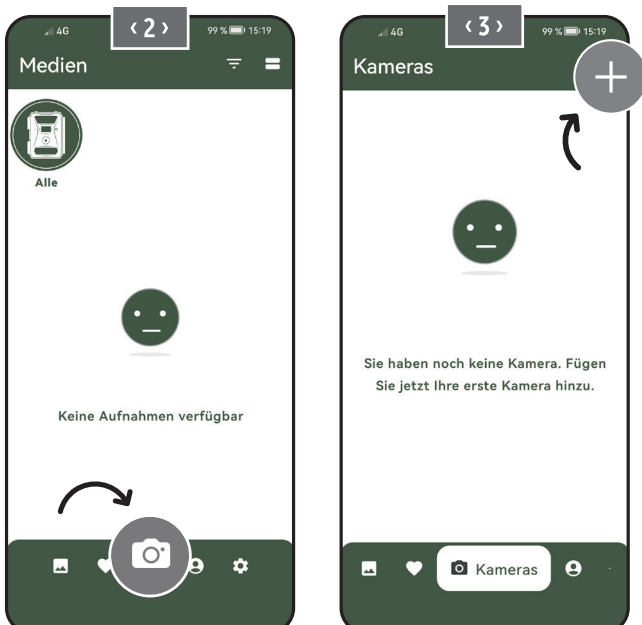 ‹ 2 ›
4G
99 % 15:19
Medien
Alle
Keine Aufnahmen verfügbar
‹ 3 ›
4G
99 % 15:19
Kameras
Sie haben noch keine Kamera. Fügen
Sie jetzt Ihre erste Kamera hinzu.
Kameras